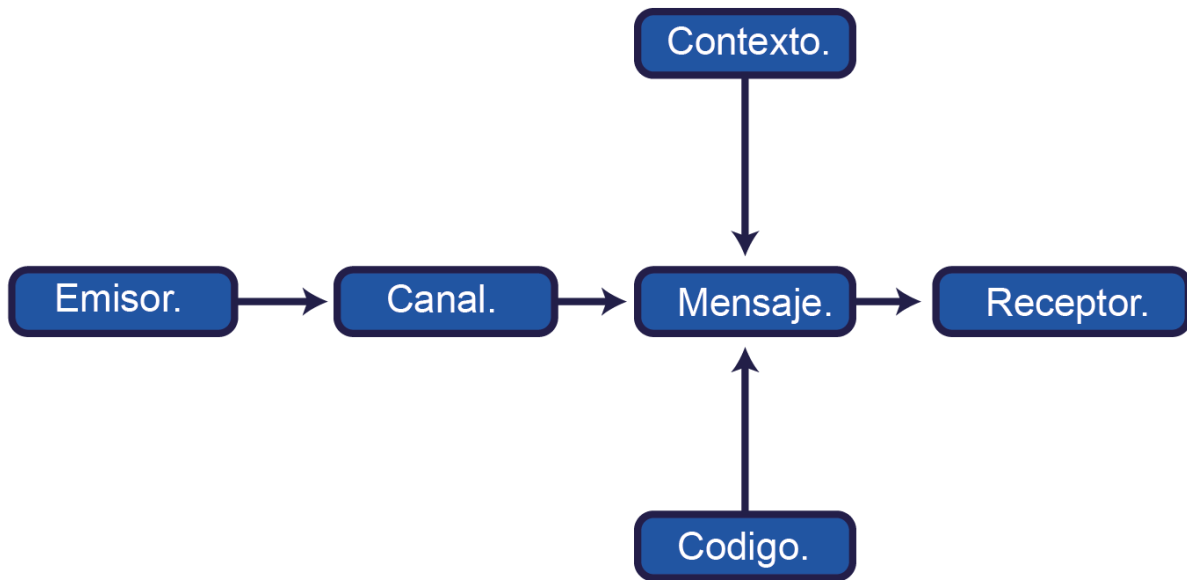 Contexto.
Emisor.
Canal.
Mensaje.
Receptor.
Codigo.